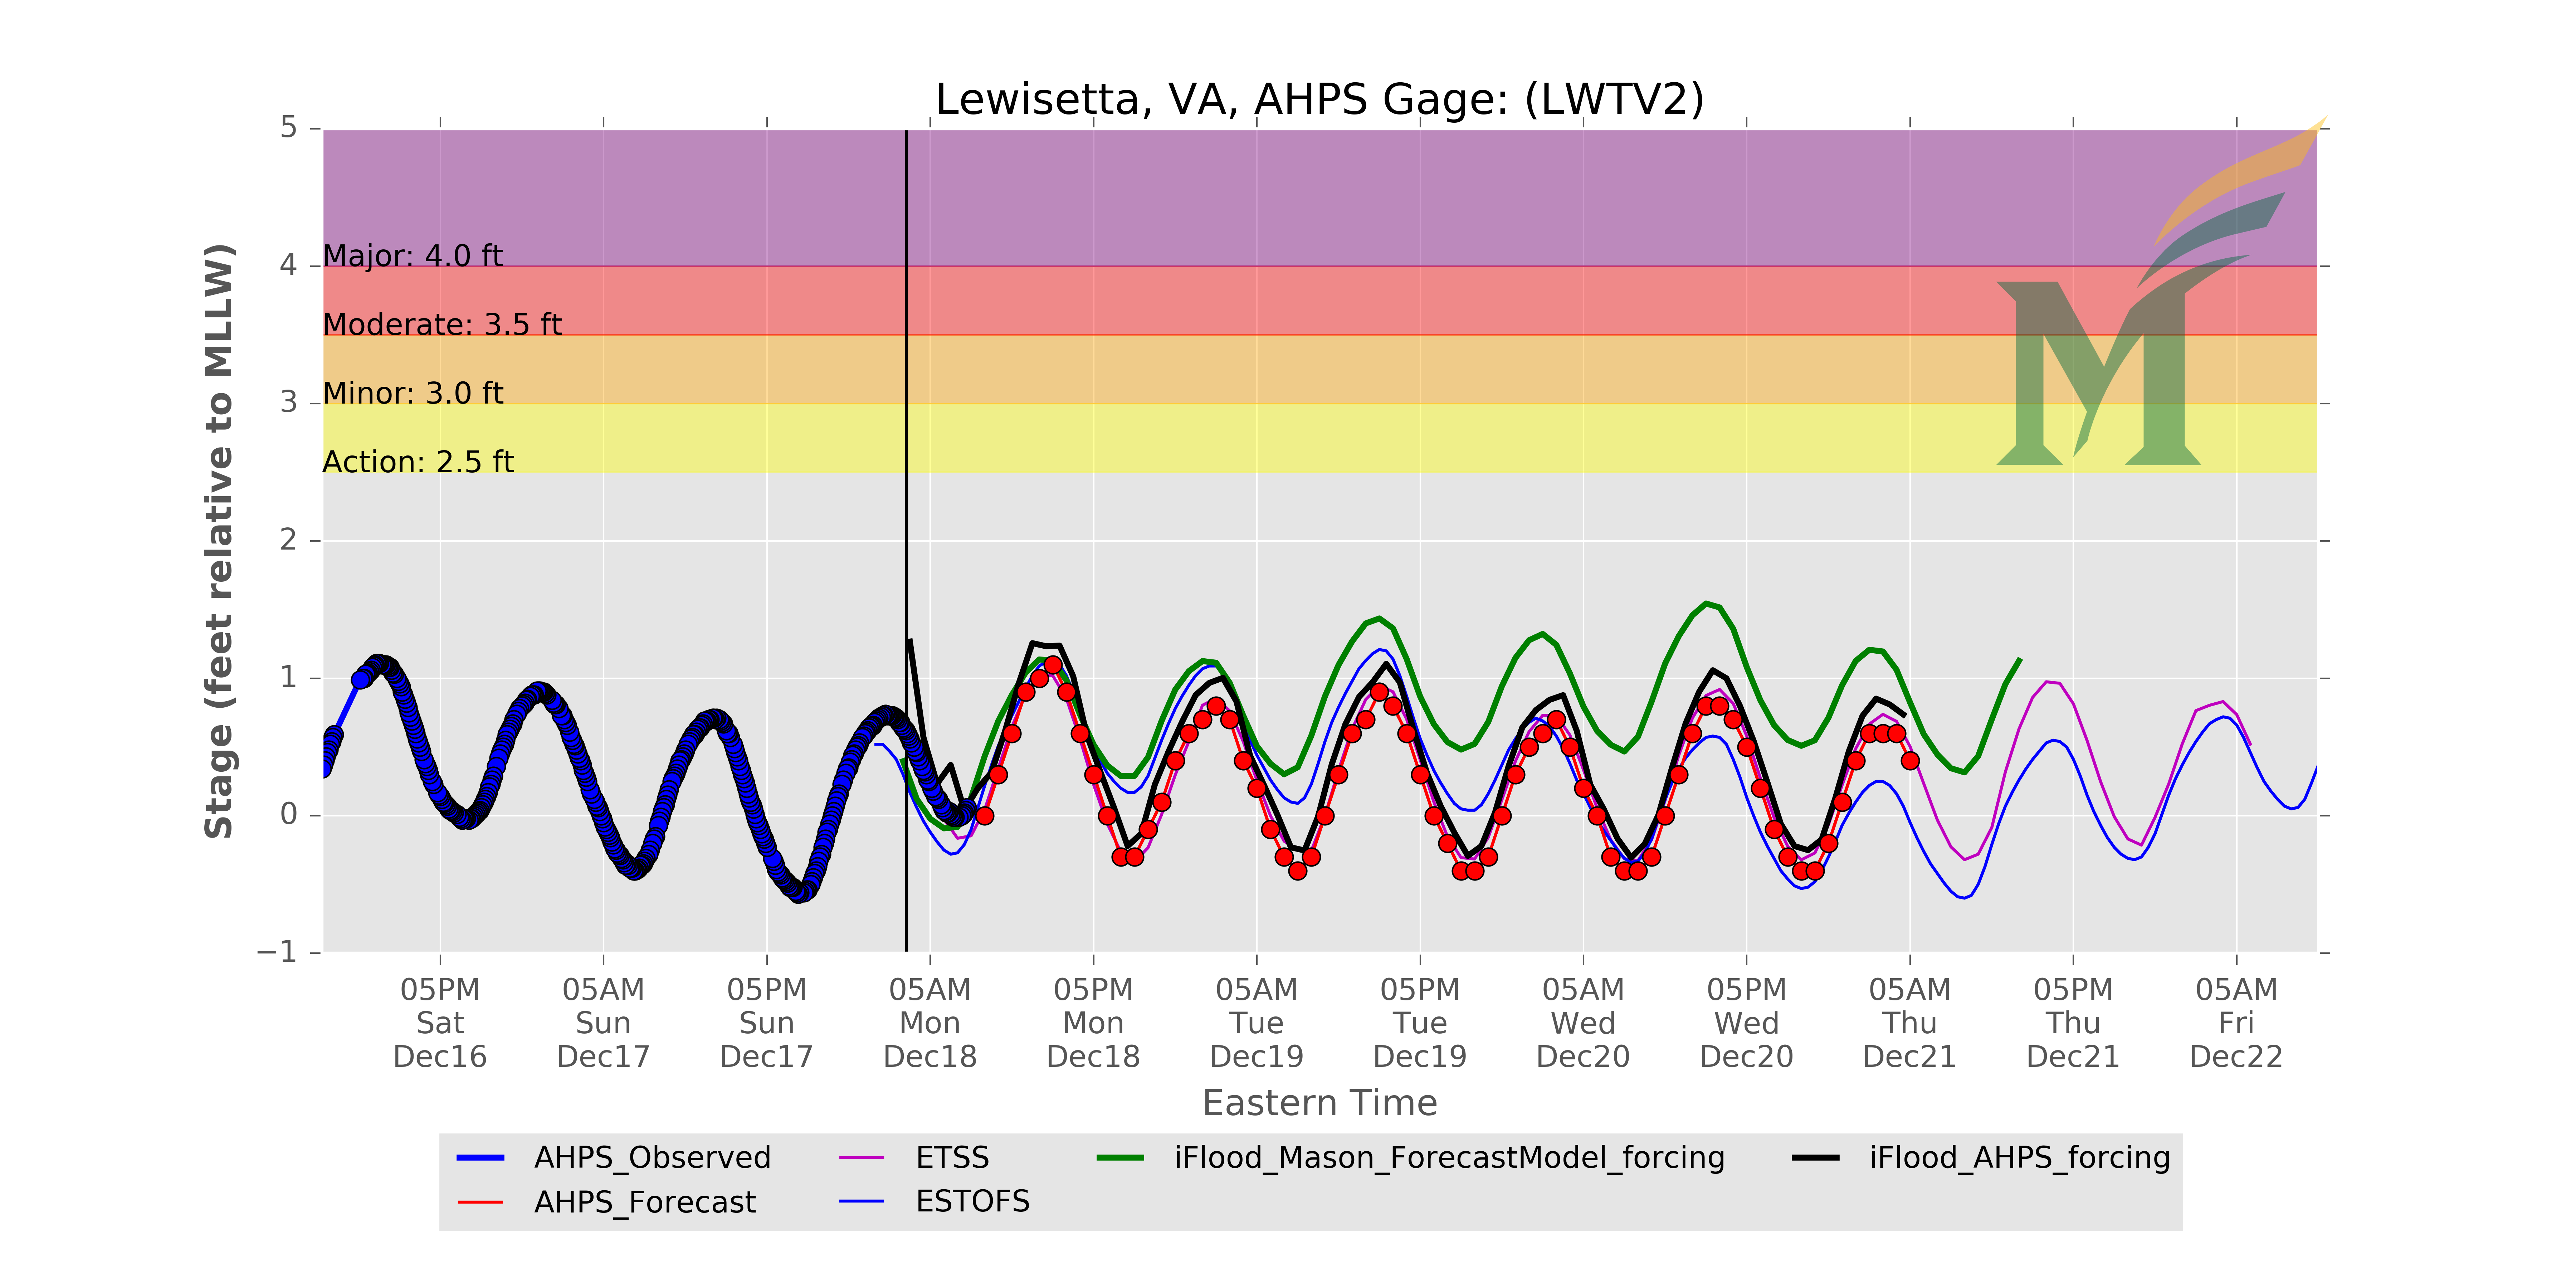 Lewisetta, VA, AHPS Gage: (LWTV2)
Stage (feet relative to MLLW)
5
4
3
2
1
0
−1
Major: 4.0 ft
Moderate: 3.5 ft
Minor: 3.0 ft
Action: 2.5 ft
M
05PM 05AM 05PM 05AM 05PM 05AM 05PM 05AM 05PM 05AM 05PM 05AM
Sat Sun Sun Mon Mon Tue Tue Wed Wed Thu Thu Fri
Dec16 Dec17 Dec17 Dec18 Dec18 Dec19 Dec19 Dec20 Dec20 Dec21 Dec21 Dec22
Eastern Time
AHPS_Observed ETSS iFlood_Mason_ForecastModel_forcing iFlood_AHPS_forcing
AHPS_Forecast ESTOFS